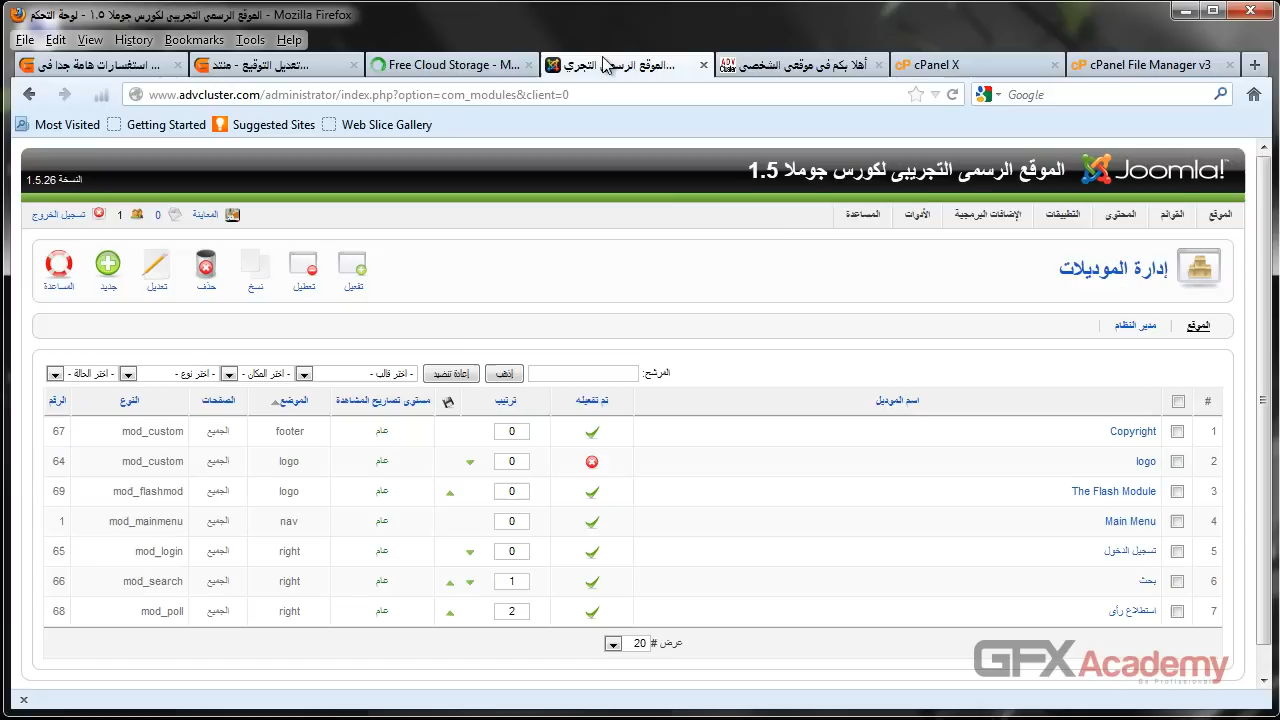 الموقع الرسمى التجريبى لكورس جوملا ١.٥ - لوحة التحكم - Mozilla Firefox
File Edit View History Bookmarks Tools Help
استغسارات هامة جدا فى ...
تعديل التوقيع - منتد...
Free Cloud Storage - M...
الموقع الرسمى التجري...
أهلا بكم فى موقعى الشخصى
cPanel X
cPanel File Manager v3
www.advcluster.com/administrator/index.php?option=com_modules&client=0
Google
Most Visited Getting Started Suggested Sites Web Slice Gallery
Joomla!
الموقع الرسمى التجريبى لكورس جوملا 1.5
النسخة 1.5.26
الموقع القوائم المحتوى التطبيقات الإضافات البرمجية الأدوات المساعدة
المعاينة 0 1 تسجيل الخروج
إدارة الموديلات
تفعيل تعطيل نسخ حذف تعديل جديد المساعدة
الموقع مدير النظام
المرشح: إذهب إعادة تنضيد - اختر قالب - - اختر المكان - - اختر نوع - - اختر الحالة -
# اسم الموديل تم تفعيله ترتيب مستوى تصاريح المشاهدة الموضع الصفحات النوع الرقم
1 Copyright 0 عام footer الجميع mod_custom 67
2 logo 0 عام logo الجميع mod_custom 64
3 The Flash Module 0 عام logo الجميع mod_flashmod 69
4 Main Menu 0 عام nav الجميع mod_mainmenu 1
5 تسجيل الدخول 0 عام right الجميع mod_login 65
6 بحث 1 عام right الجميع mod_search 66
7 استطلاع رأى 2 عام right الجميع mod_poll 68
عرض # 20
GFXAcademy
Be Professional